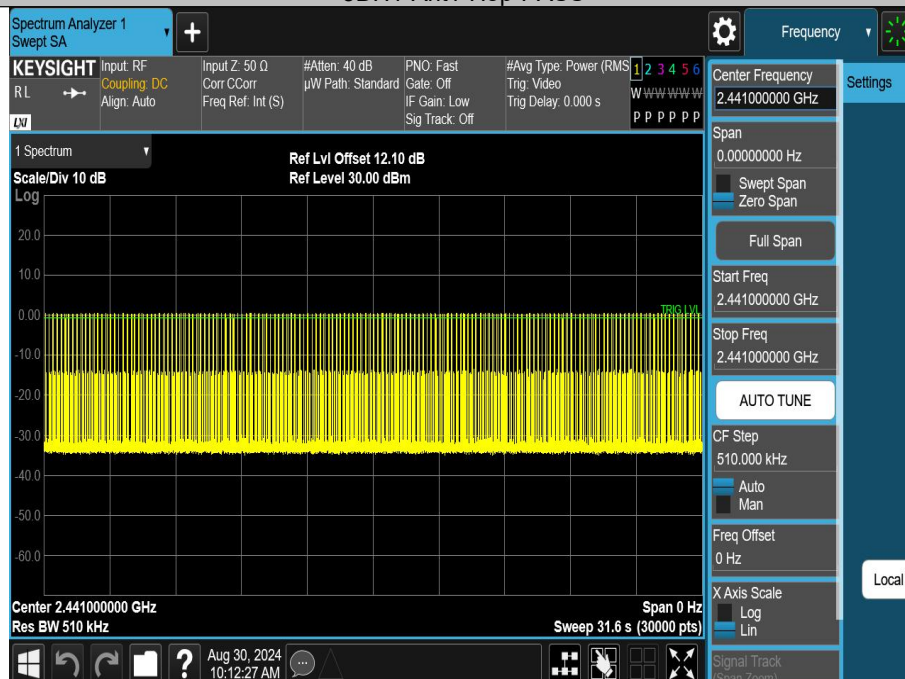 Spectrum Analyzer 1
Swept SA
Frequency
KEYSIGHT
RL
LXI
Input: RF
Coupling: DC
Align: Auto
Input Z: 50 Ω
Corr CCorr
Freq Ref: Int (S)
#Atten: 40 dB
µW Path: Standard
PNO: Fast
Gate: Off
IF Gain: Low
Sig Track: Off
#Avg Type: Power (RMS
Trig: Video
Trig Delay: 0.000 s
1 2 3 4 5 6
W W W W W W
P P P P P P
1 Spectrum
Scale/Div 10 dB
Log
Ref Lvl Offset 12.10 dB
Ref Level 30.00 dBm
20.0
10.0
0.00
-10.0
-20.0
-30.0
-40.0
-50.0
-60.0
TRIG LVL
Center 2.441000000 GHz
Res BW 510 kHz
Span 0 Hz
Sweep 31.6 s (30000 pts)
Center Frequency
2.441000000 GHz
Settings
Span
0.00000000 Hz
Swept Span
Zero Span
Full Span
Start Freq
2.441000000 GHz
Stop Freq
2.441000000 GHz
AUTO TUNE
CF Step
510.000 kHz
Auto
Man
Freq Offset
0 Hz
Local
X Axis Scale
Log
Lin
Signal Track
(Span Zoom)
?
Aug 30, 2024
10:12:27 AM